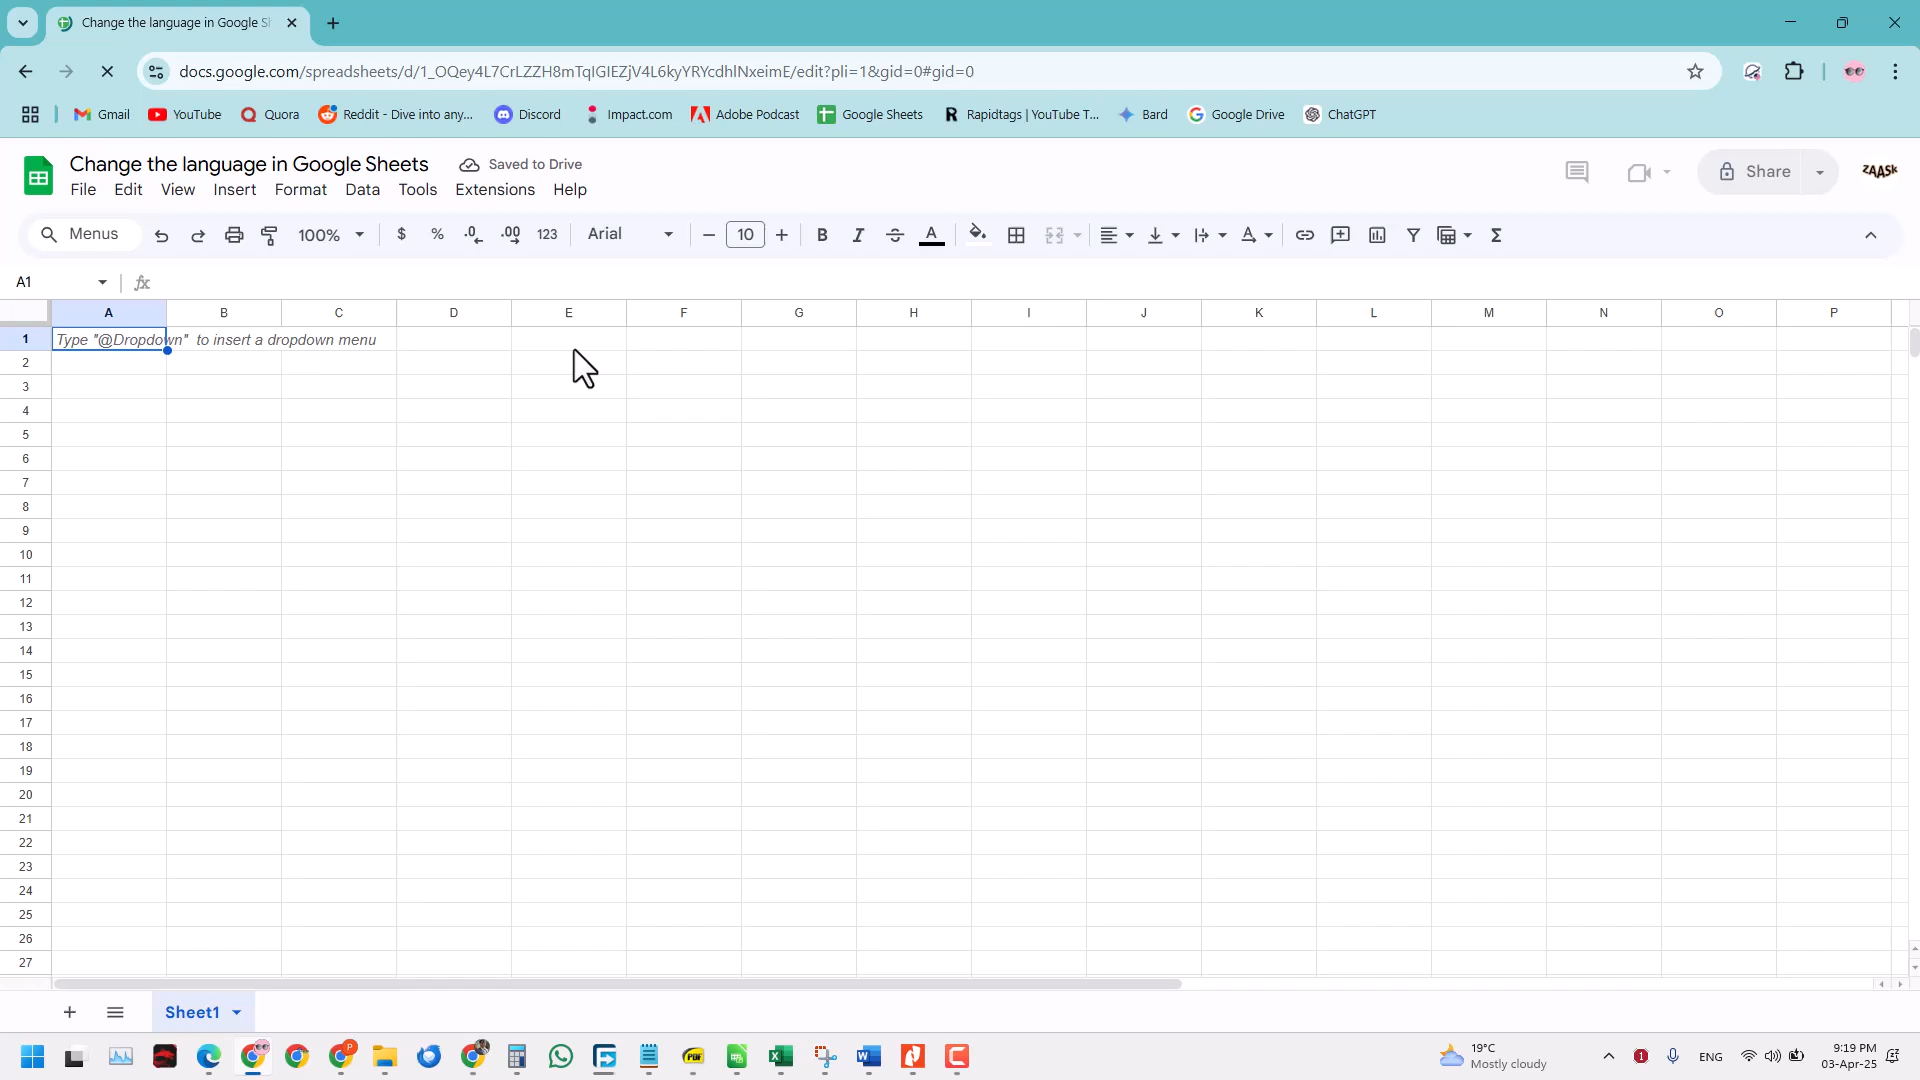 Change the language in Google Sh
docs.google.com/spreadsheets/d/1_OQey4L7CrLZZH8mTqIGIEZjV4L6kyYRYcdhlNxeimE/edit?pli=1&gid=0#gid=0
Gmail YouTube Quora Reddit - Dive into any... Discord Impact.com Adobe Podcast Google Sheets Rapidtags | YouTube T... Bard Google Drive ChatGPT
Change the language in Google Sheets Saved to Drive
File Edit View Insert Format Data Tools Extensions Help
Share
ZAASk
Menus 100% $ % .0 .00 123 Arial 10 B I A Σ
A1 fx
A B C D E F G H I J K L M N O P
1 Type "@Dropdown" to insert a dropdown menu
2
3
4
5
6
7
8
9
10
11
12
13
14
15
16
17
18
19
20
21
22
23
24
25
26
27
Sheet1
19°C
Mostly cloudy
1
ENG
9:19 PM
03-Apr-25